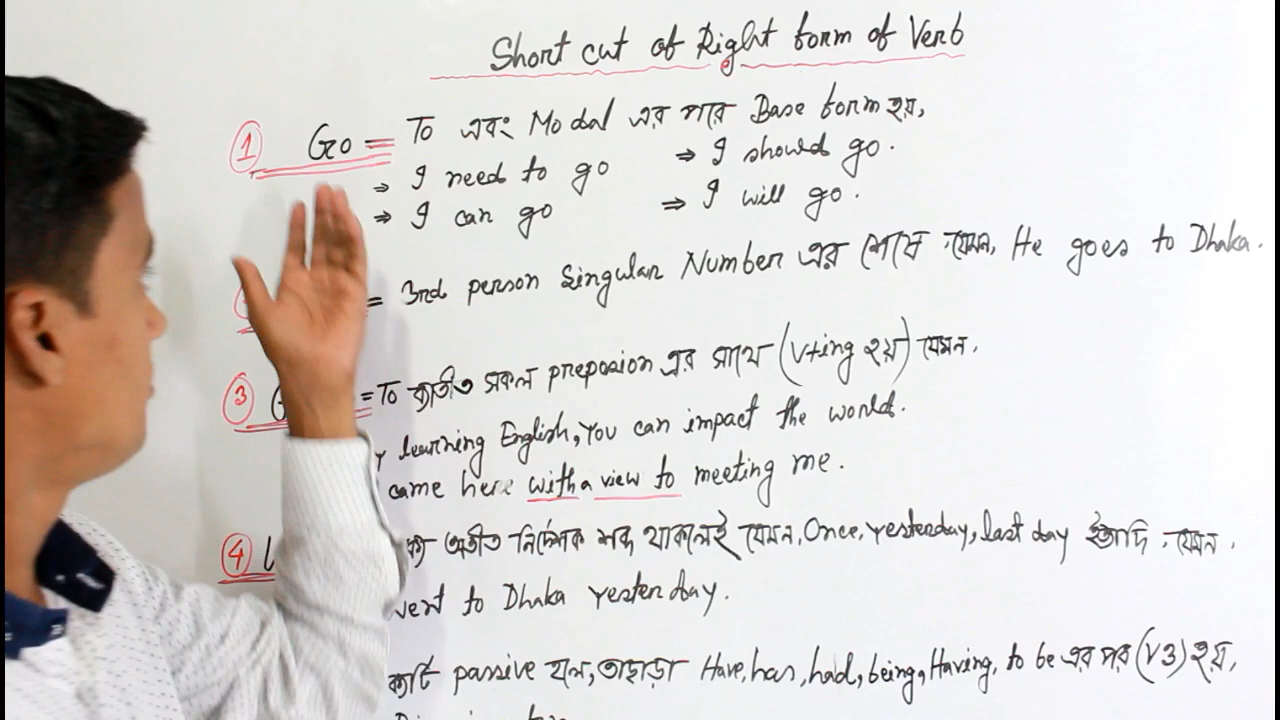 Short cut of Right form of Verb
① Go = To এবং Modal এর পরে Base form হয়,
⇒ I need to go ⇒ I should go.
⇒ I can go ⇒ I will go.
= 3rd person Singular Number এর শেষে যেমন, He goes to Dhaka.
③ = To ব্যতীত সকল preposion এর সাথে (V+ing হয়) যেমন,
learning English, You can impact the world.
came here with a view to meeting me.
④ অতীত নির্দেশক শব্দ থাকলেই যেমন, Once, yesterday, last day ইত্যাদি যেমন,
to Dhaka yesterday.
passive হলে, তাছাড়া Have, has, had, being, Having, to be এর পর (V3) হয়,